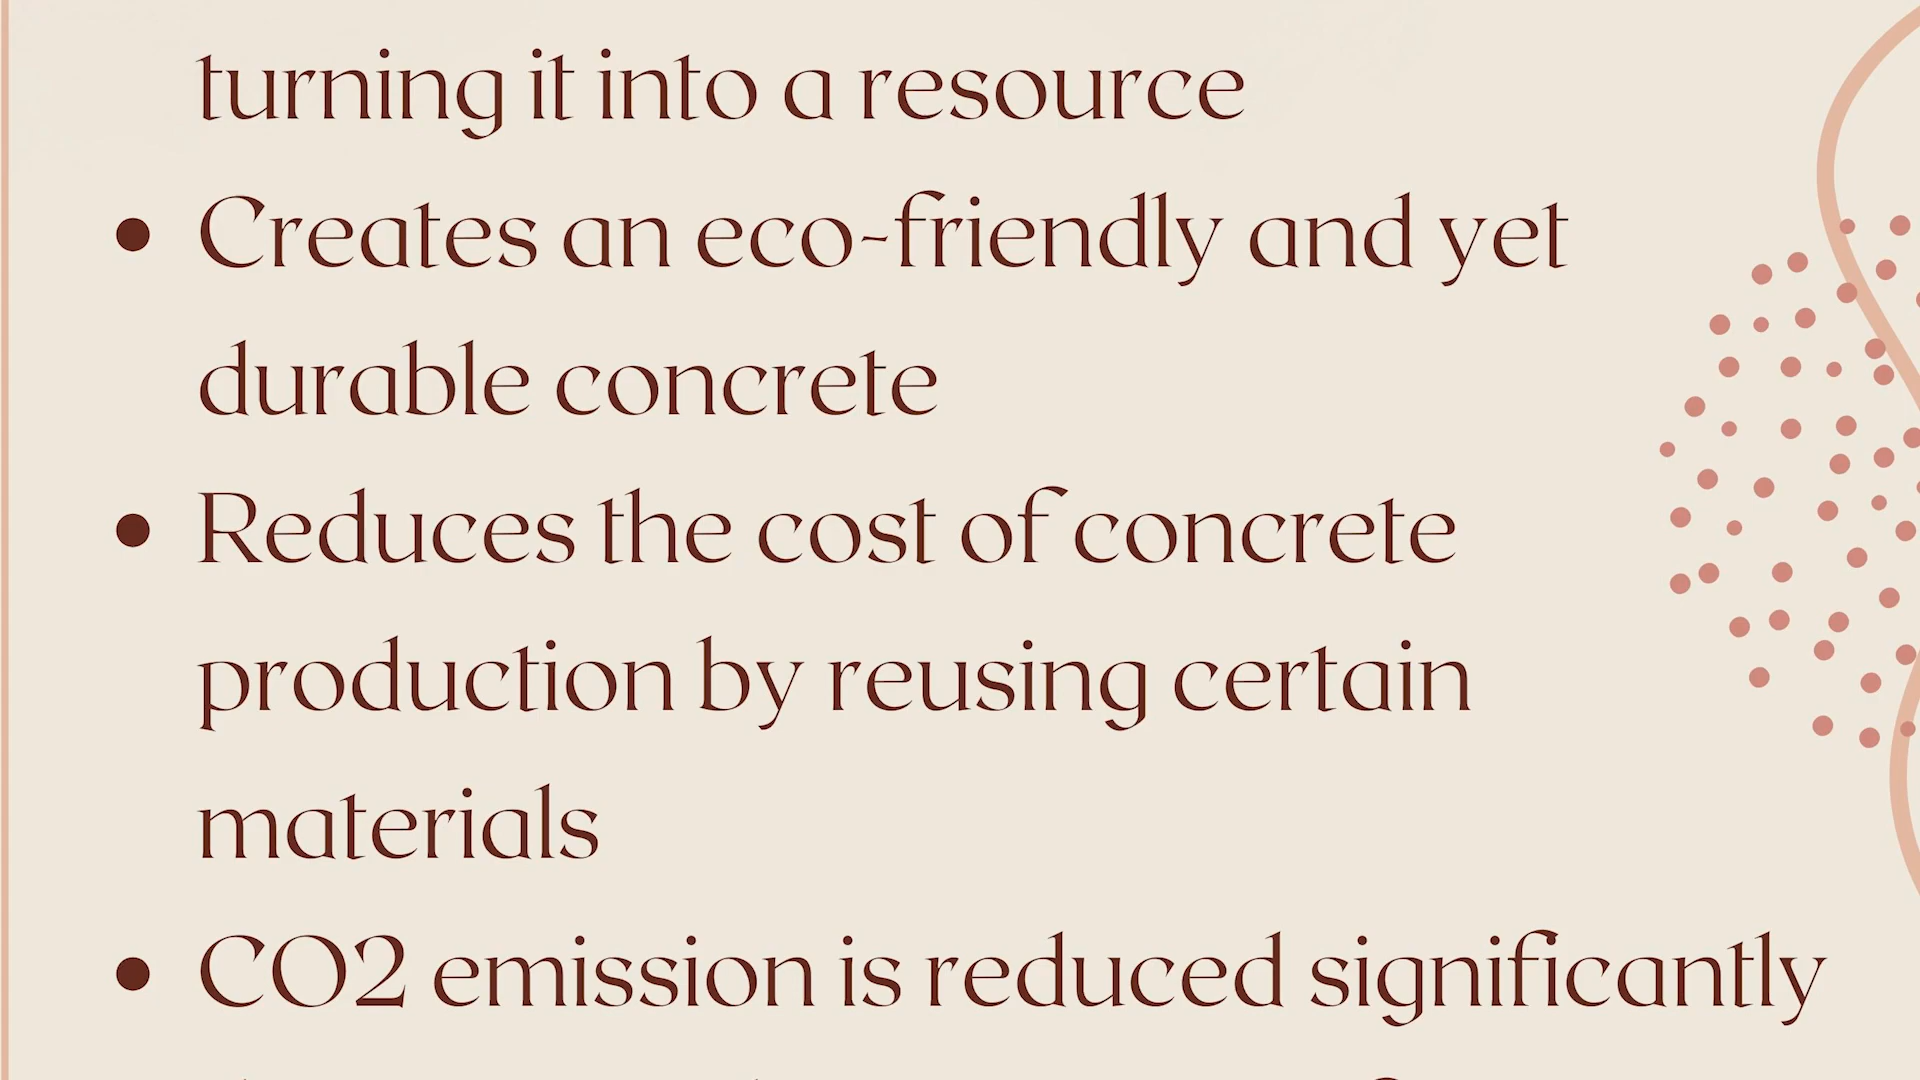 turning it into a resource
• Creates an eco-friendly and yet
durable concrete
• Reduces the cost of concrete
production by reusing certain
materials
• CO2 emission is reduced significantly